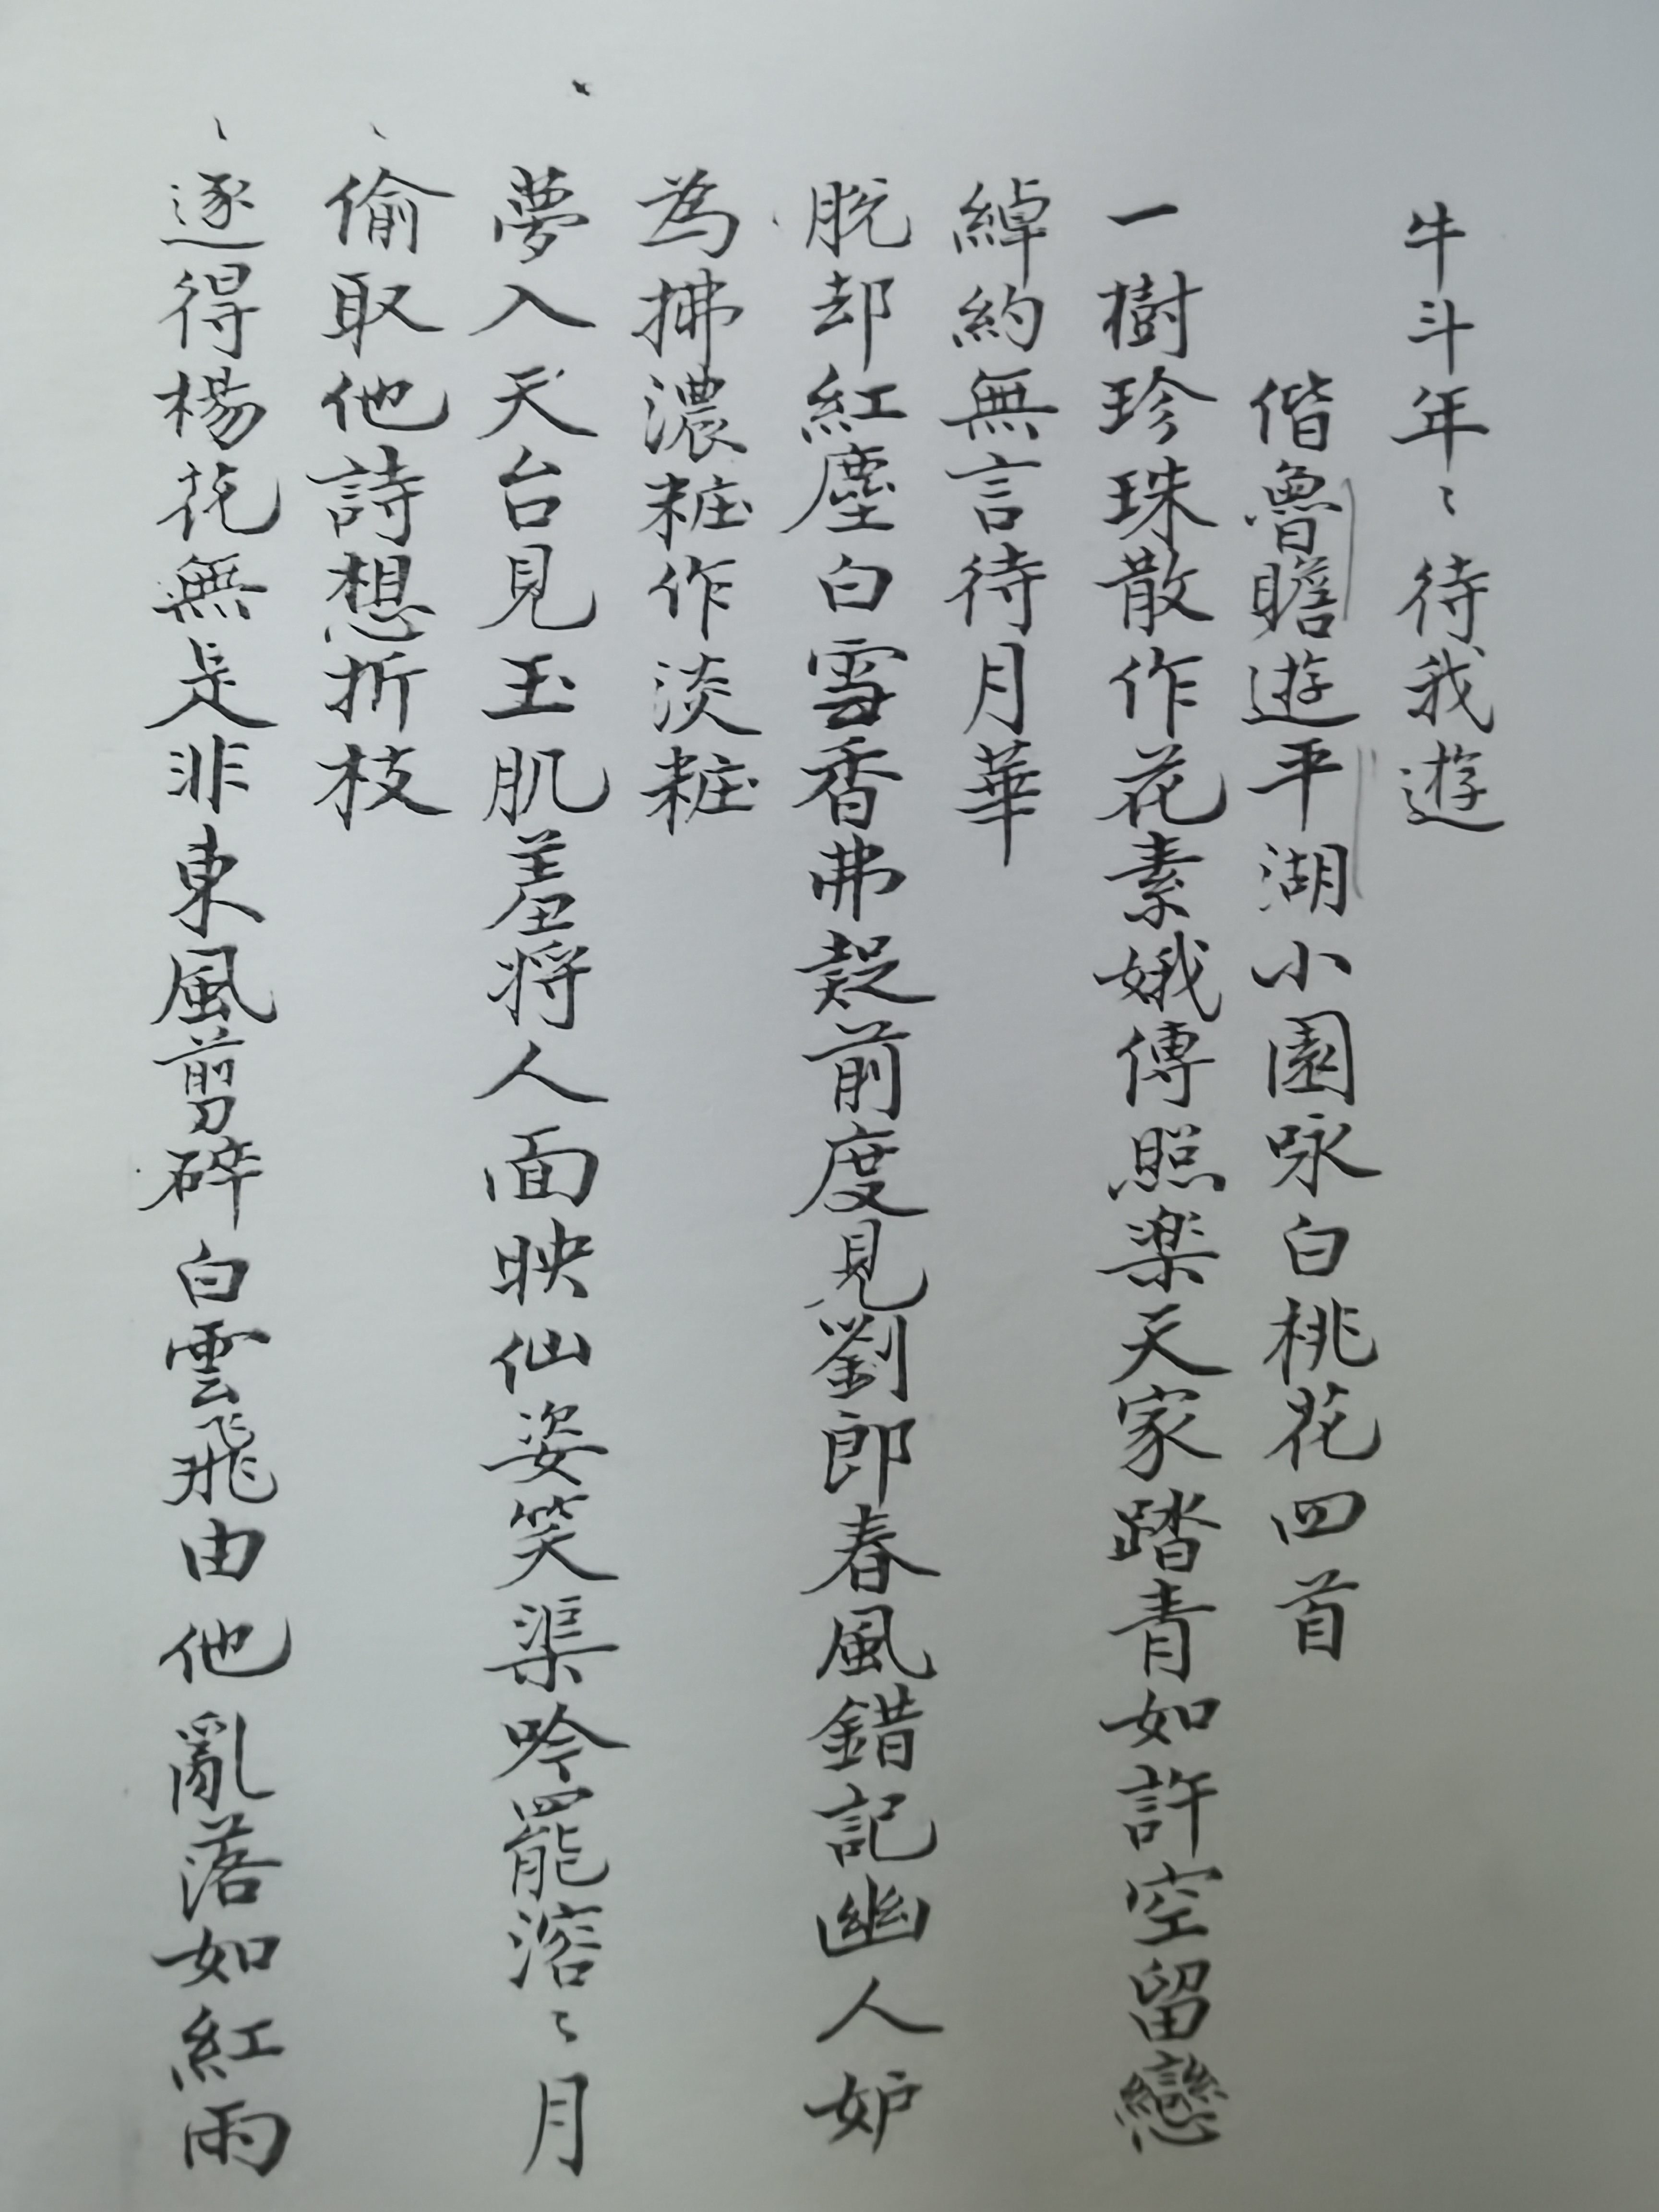 牛斗年〻待我遊
偕魯瞻遊平湖小園咏白桃花四首
一樹珍珠散作花素娥傳照楽天家踏青如許空留戀
綽約無言待月華
脱却紅塵白雪香弗疑前度見劉郎春風錯記幽人妒
為拂濃粧作淡粧
夢入天台見玉肌羞将人面映仙姿笑渠吟罷溶〻月
偷取他詩想折枝
逐得楊花無是非東風剪碎白雲飛由他亂落如紅雨